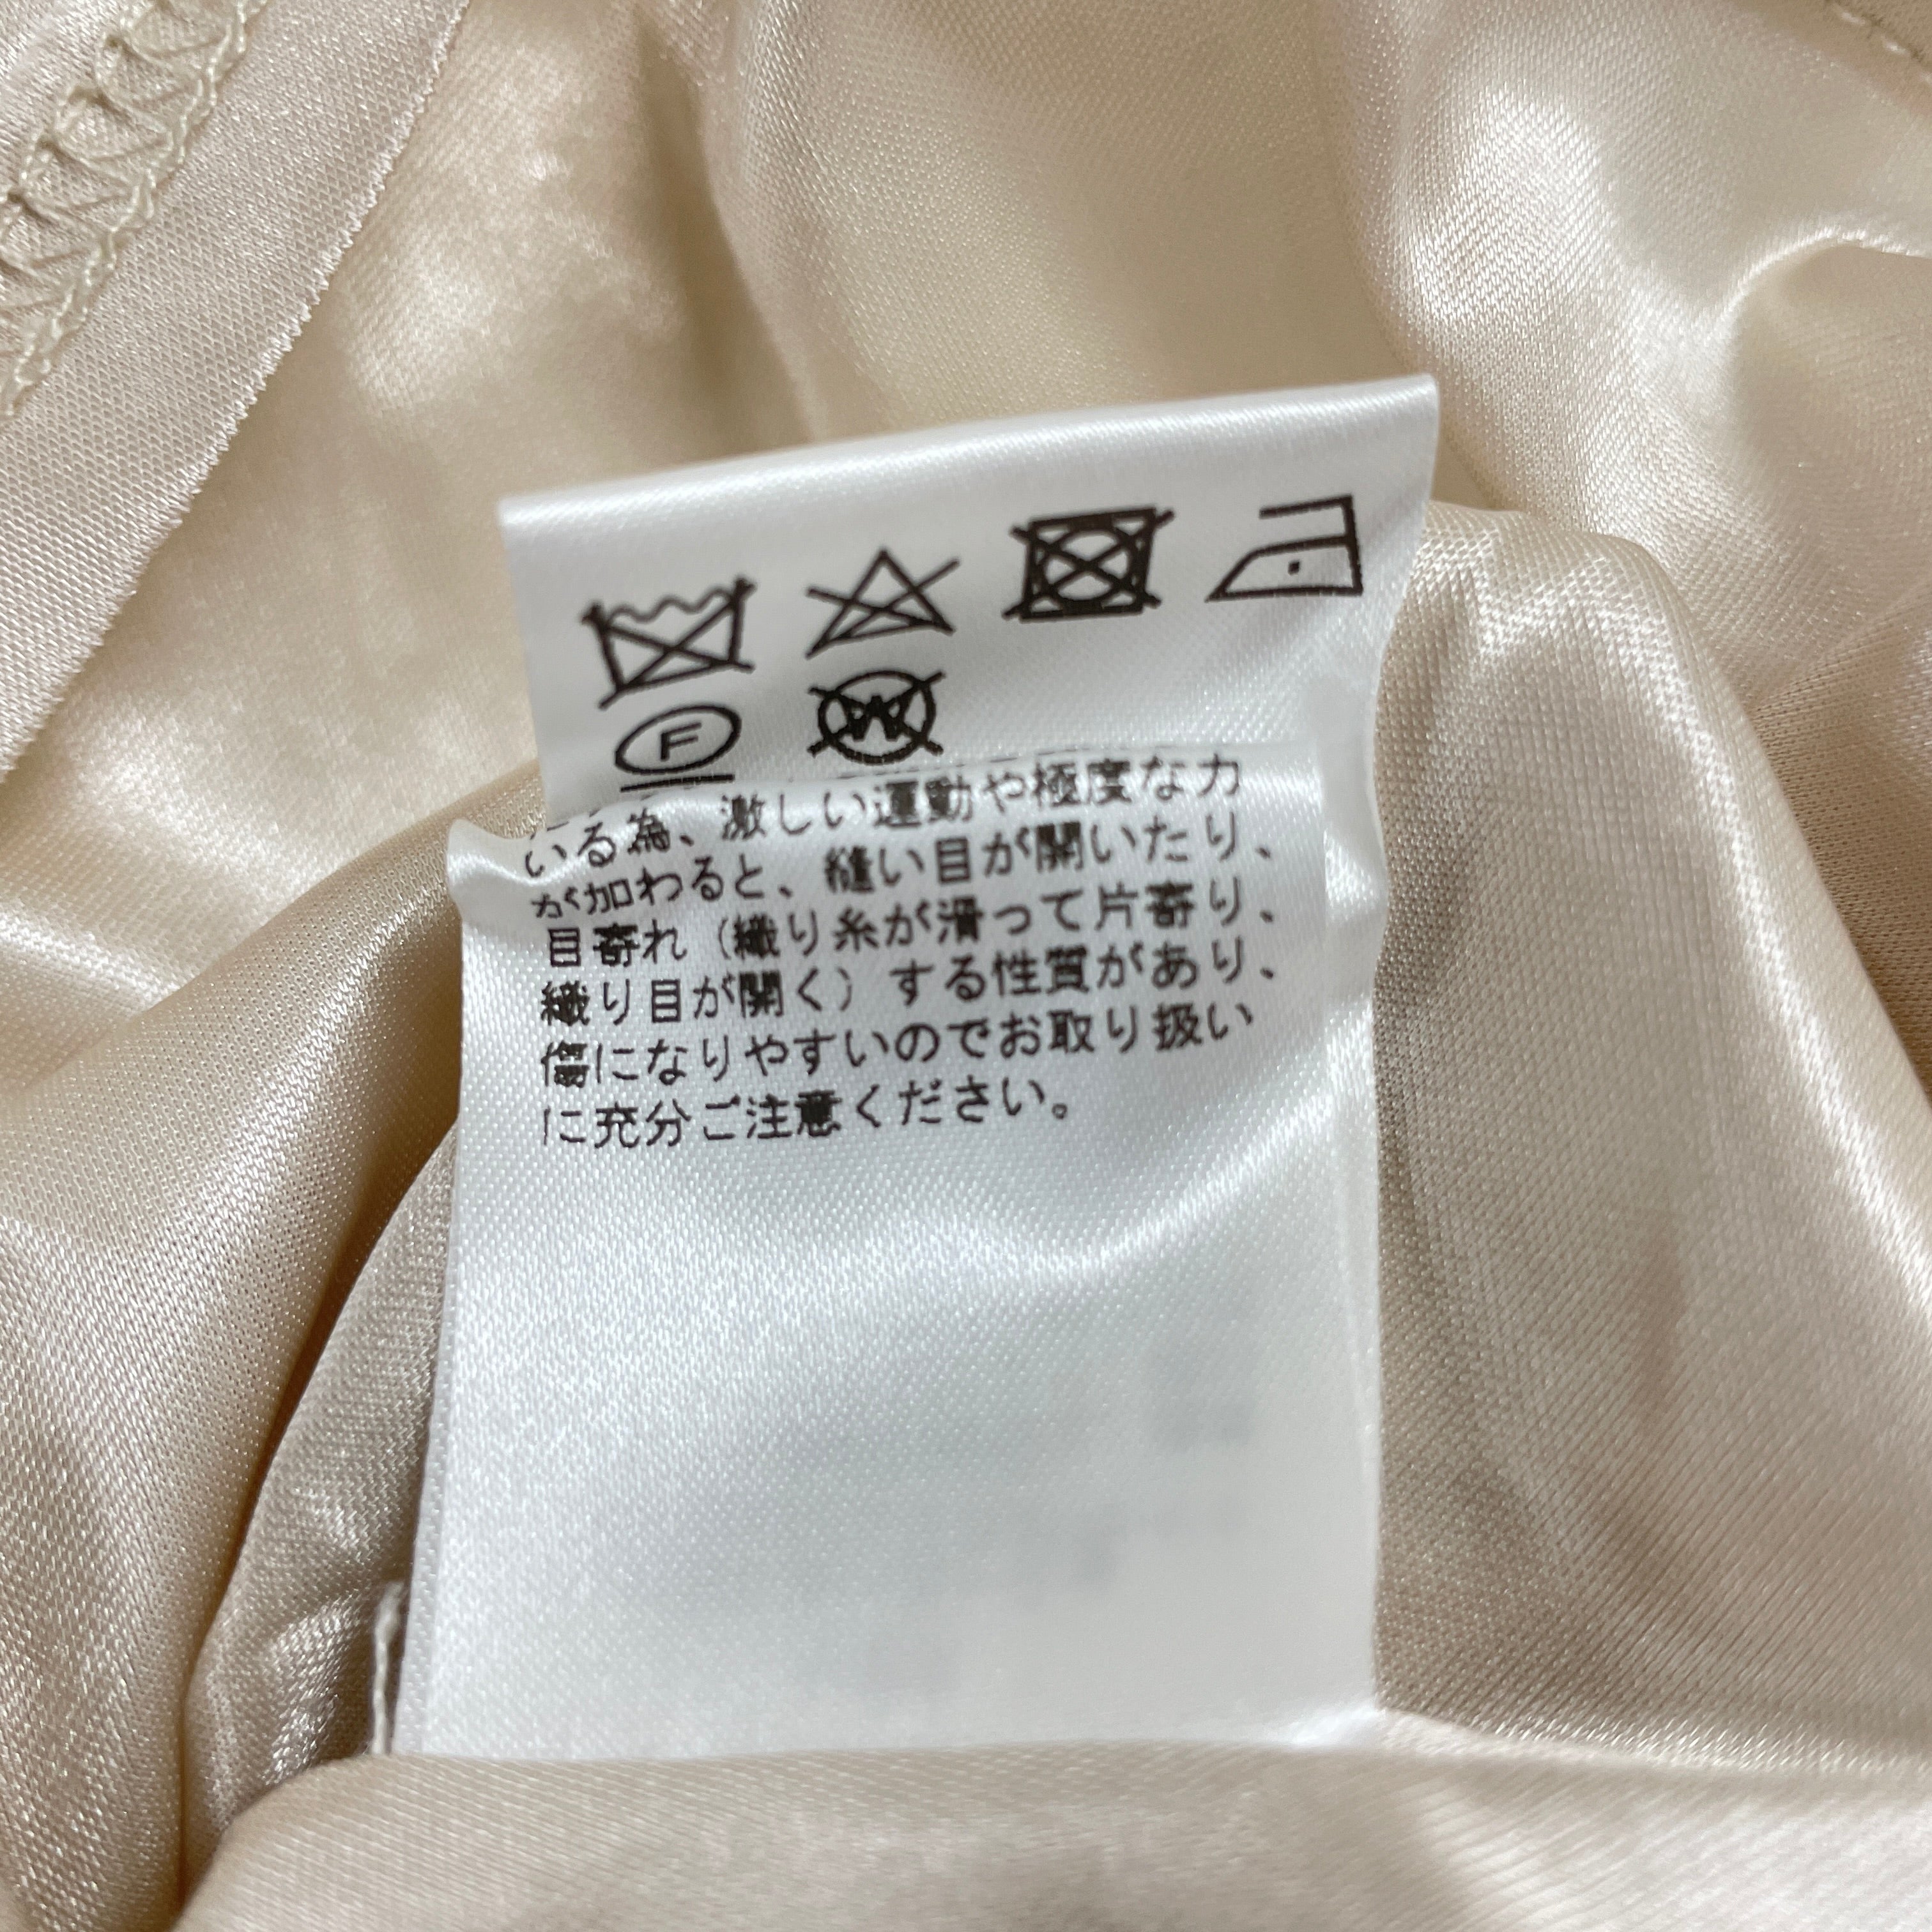 F
W
いる為、激しい運動や極度な力
が加わると、縫い目が開いたり、
目寄れ（織り糸が滑って片寄り、
織り目が開く）する性質があり、
傷になりやすいのでお取り扱い
に充分ご注意ください。